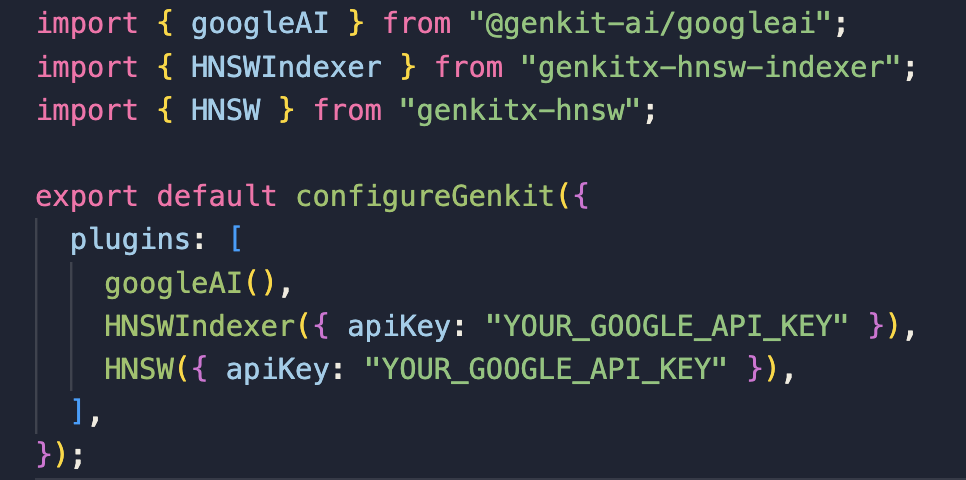 import { googleAI } from "@genkit-ai/googleai";
import { HNSWIndexer } from "genkitx-hnsw-indexer";
import { HNSW } from "genkitx-hnsw";

export default configureGenkit({
  plugins: [
    googleAI(),
    HNSWIndexer({ apiKey: "YOUR_GOOGLE_API_KEY" }),
    HNSW({ apiKey: "YOUR_GOOGLE_API_KEY" }),
  ],
});